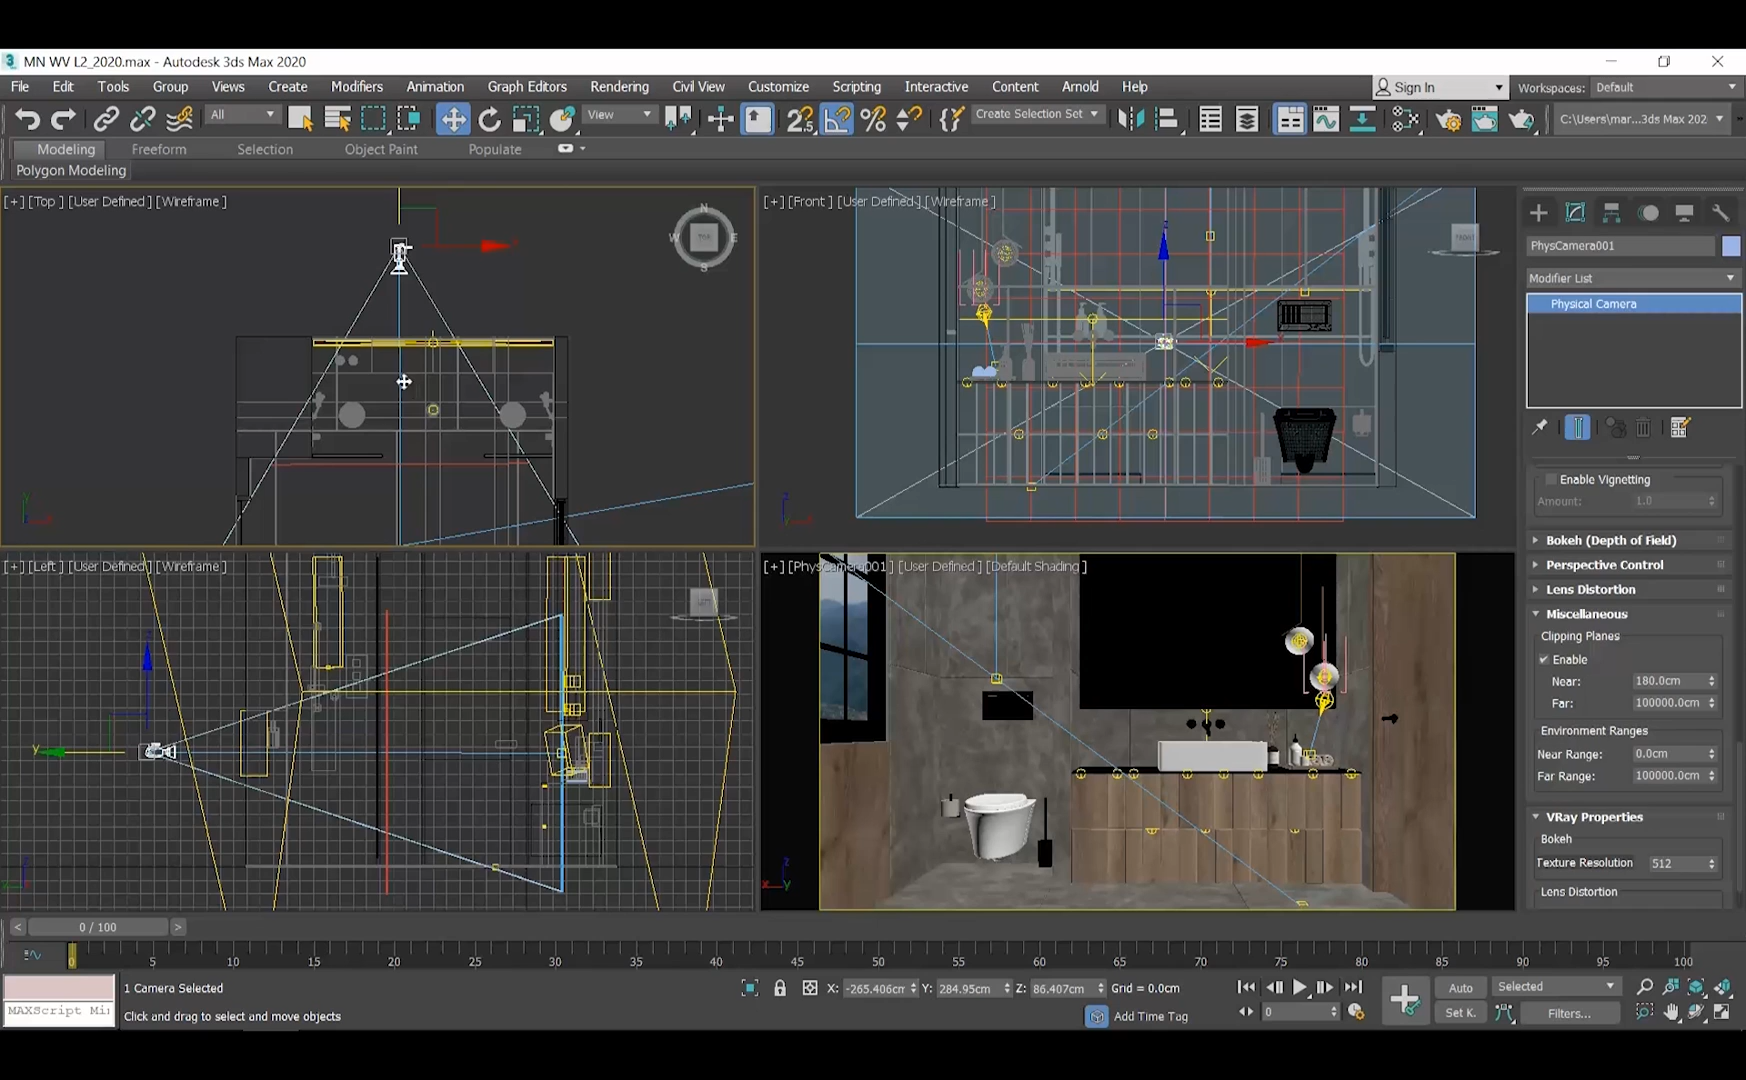 MN WV L2_2020.max - Autodesk 3ds Max 2020
File Edit Tools Group Views Create Modifiers Animation Graph Editors Rendering Civil View Customize Scripting Interactive Content Arnold Help Sign In Workspaces: Default
All View Create Selection Set C:\Users\mar...3ds Max 202
Modeling Freeform Selection Object Paint Populate
Polygon Modeling
[+] [Top ] [User Defined ] [Wireframe ]
N
W E
S
[+] [Front ] [User Defined ] [Wireframe ]
FRONT
PhysCamera001
Modifier List
Physical Camera
Enable Vignetting
Amount: 1.0
Bokeh (Depth of Field)
Perspective Control
Lens Distortion
Miscellaneous
Clipping Planes
Enable
Near: 180.0cm
Far: 100000.0cm
Environment Ranges
Near Range: 0.0cm
Far Range: 100000.0cm
VRay Properties
Bokeh
Texture Resolution 512
Lens Distortion
[+] [Left ] [User Defined ] [Wireframe ]
[+] [PhysCamera001 ] [User Defined ] [Default Shading ]
0 / 100
0 5 10 15 20 25 30 35 40 45 50 55 60 65 70 75 80 85 90 95 100
1 Camera Selected
X: -265.406cm Y: 284.95cm Z: 86.407cm Grid = 0.0cm
Auto Selected
MAXScript Mi:
Click and drag to select and move objects
Add Time Tag
0
Set K. Filters...